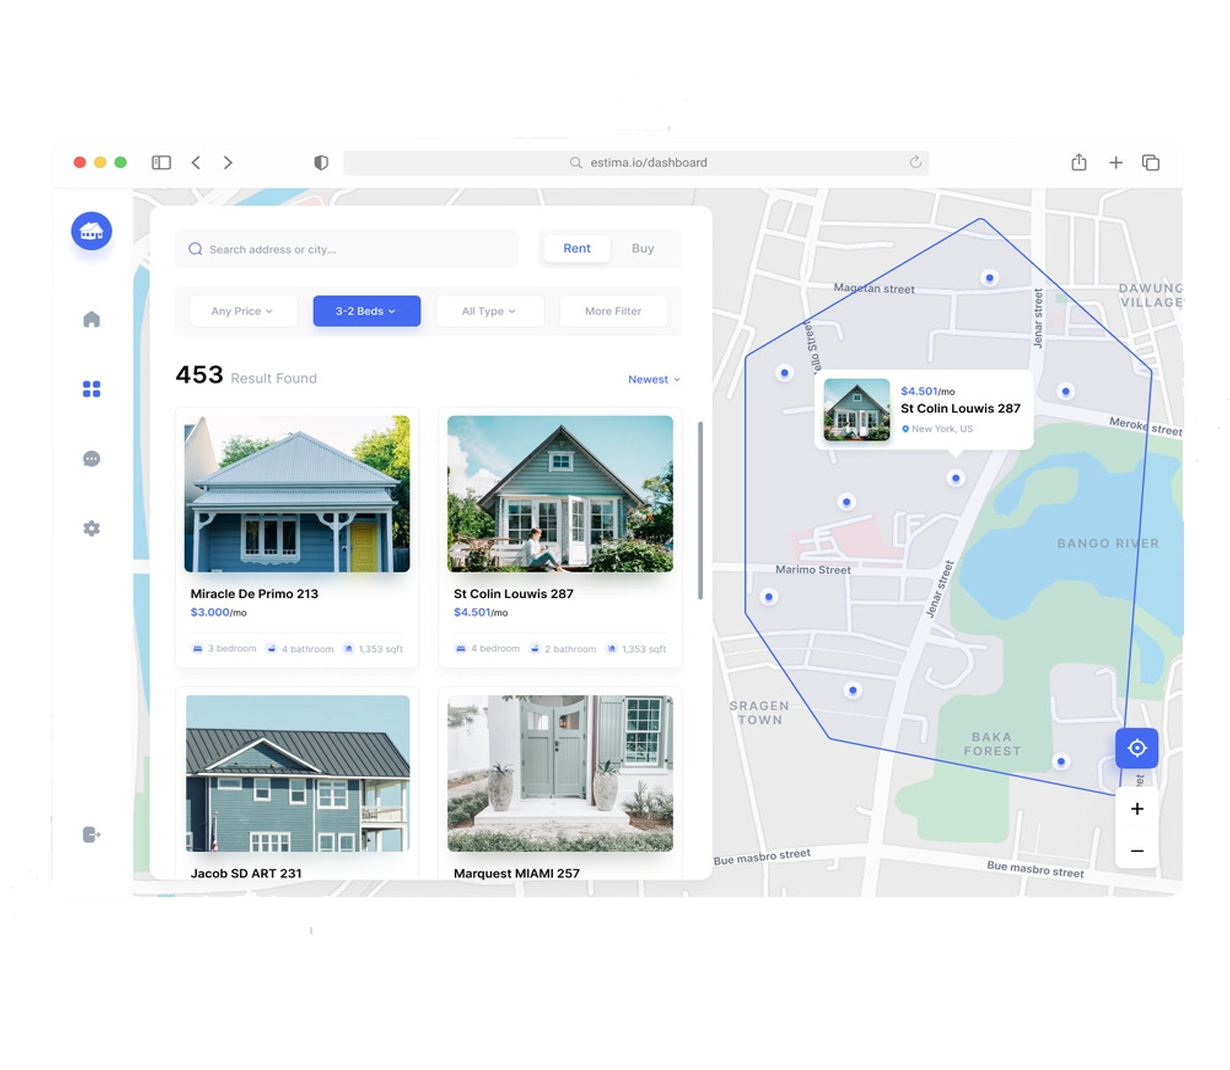 estima.io/dashboard
Search address or city...
Rent
Buy
Any Price
3-2 Beds
All Type
More Filter
453 Result Found
Newest
Miracle De Primo 213
$3.000/mo
3 bedroom
4 bathroom
1,353 sqft
St Colin Louwis 287
$4.501/mo
4 bedroom
2 bathroom
1,353 sqft
Jacob SD ART 231
Marquest MIAMI 257
Magetan street
Jenar street
DAWUNG
VILLAGE
$4.501/mo
St Colin Louwis 287
New York, US
Meroke street
BANGO RIVER
Marimo Street
Jenar street
SRAGEN
TOWN
BAKA
FOREST
+
−
Bue masbro street
Bue masbro street